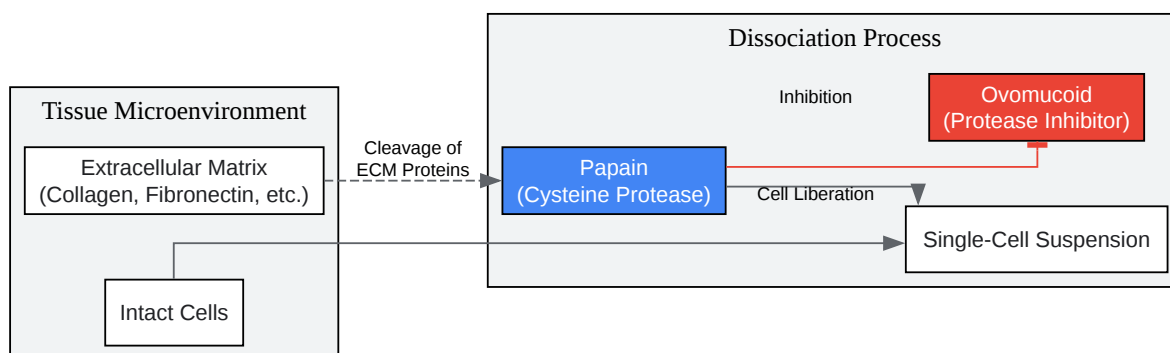 Dissociation Process
Tissue Microenvironment
Inhibition
Ovomucoid
(Protease Inhibitor)
Extracellular Matrix
(Collagen, Fibronectin, etc.)
Cleavage of
ECM Proteins
Papain
(Cysteine Protease)
Cell Liberation
Single-Cell Suspension
Intact Cells